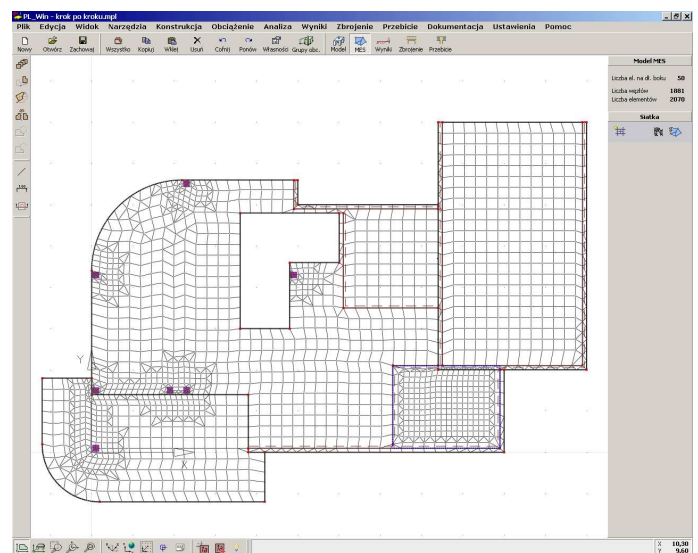 PL_Win - krok po kroku.mpl
Plik Edycja Widok Narzędzia Konstrukcja Obciążenie Analiza Wyniki Zbrojenie Przebicie Dokumentacja Ustawienia Pomoc
Nowy Otwórz Zachowaj Wszystko Kopiuj Wklej Usuń Cofnij Ponów Własności Grupy obc. Model MES Wyniki Zbrojenie Przebicie
Model MES
Liczba el. na dł. boku 50
Liczba węzłów 1881
Liczba elementów 2070
Siatka
Y
X
X 10,30
Y 9,60